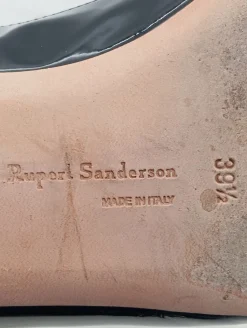 Rupert Sanderson
MADE IN ITALY
39½